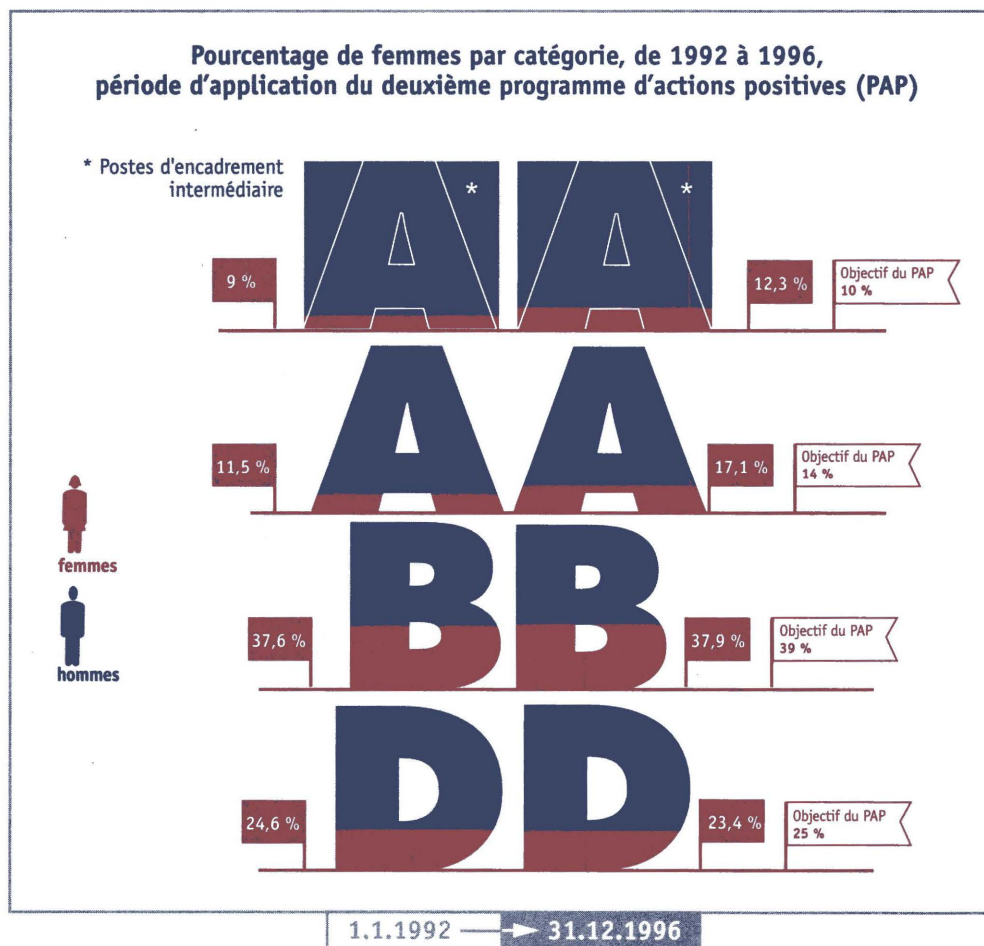 Pourcentage de femmes par catégorie, de 1992 à 1996,
période d'application du deuxième programme d'actions positives (PAP)
* Postes d'encadrement
intermédiaire
A * A *
9 %
12,3 %
Objectif du PAP
10 %
A A
11,5 %
17,1 %
Objectif du PAP
14 %
femmes
hommes
B B
37,6 %
37,9 %
Objectif du PAP
39 %
D D
24,6 %
23,4 %
Objectif du PAP
25 %
1.1.1992 → 31.12.1996